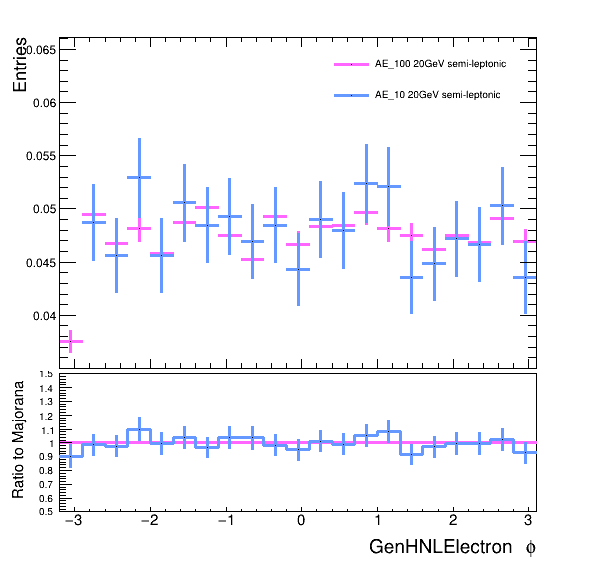 Entries
0.065
0.06
0.055
0.05
0.045
0.04
AE_100 20GeV semi-leptonic
AE_10 20GeV semi-leptonic
Ratio to Majorana
1.5
1.4
1.3
1.2
1.1
1
0.9
0.8
0.7
0.6
0.5
−3 −2 −1 0 1 2 3
GenHNLElectron ϕ